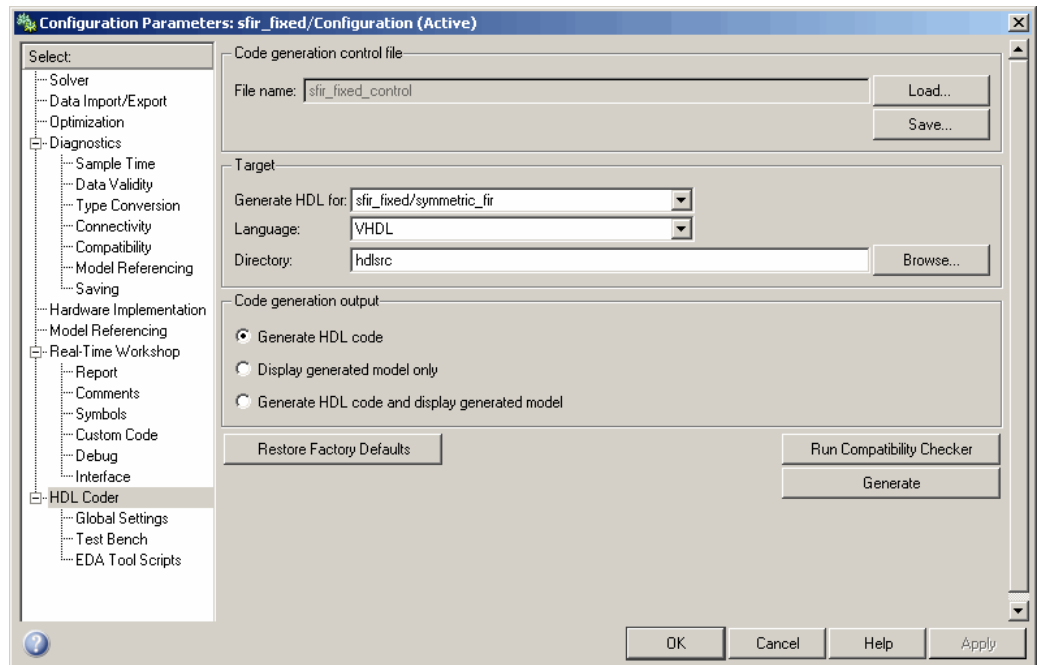 Configuration Parameters: sfir_fixed/Configuration (Active)
Select:
Solver
Data Import/Export
Optimization
Diagnostics
Sample Time
Data Validity
Type Conversion
Connectivity
Compatibility
Model Referencing
Saving
Hardware Implementation
Model Referencing
Real-Time Workshop
Report
Comments
Symbols
Custom Code
Debug
Interface
HDL Coder
Global Settings
Test Bench
EDA Tool Scripts
Code generation control file
File name: sfir_fixed_control Load...
Save...
Target
Generate HDL for: sfir_fixed/symmetric_fir
Language: VHDL
Directory: hdlsrc Browse...
Code generation output
Generate HDL code
Display generated model only
Generate HDL code and display generated model
Restore Factory Defaults Run Compatibility Checker
Generate
? OK Cancel Help Apply